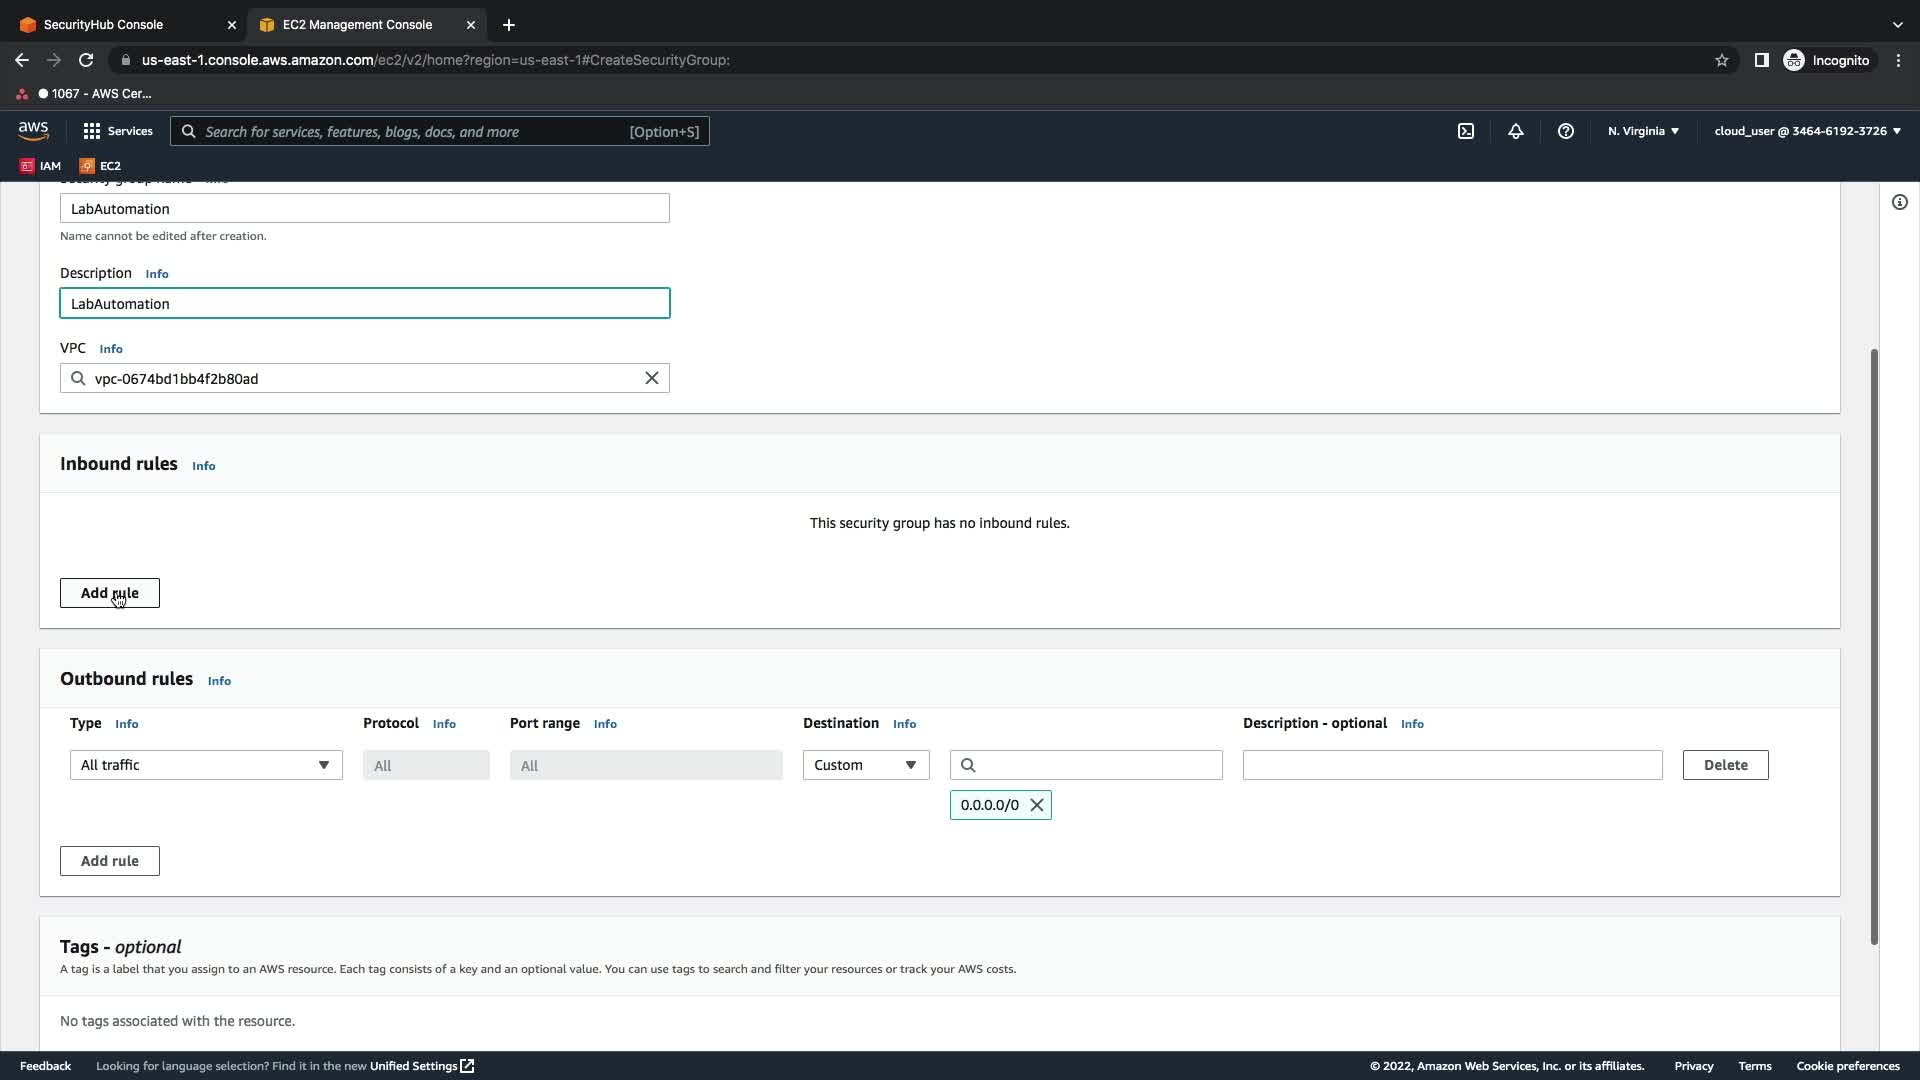 SecurityHub Console
EC2 Management Console
us-east-1.console.aws.amazon.com/ec2/v2/home?region=us-east-1#CreateSecurityGroup:
Incognito
1067 - AWS Cer...
aws
Services
Search for services, features, blogs, docs, and more
[Option+S]
N. Virginia
cloud_user @ 3464-6192-3726
IAM
EC2
LabAutomation
Name cannot be edited after creation.
Description Info
LabAutomation
VPC Info
vpc-0674bd1bb4f2b80ad
Inbound rules Info
This security group has no inbound rules.
Add rule
Outbound rules Info
Type Info Protocol Info Port range Info Destination Info Description - optional Info
All traffic All All Custom Delete
0.0.0.0/0
Add rule
Tags - optional
A tag is a label that you assign to an AWS resource. Each tag consists of a key and an optional value. You can use tags to search and filter your resources or track your AWS costs.
No tags associated with the resource.
Feedback Looking for language selection? Find it in the new Unified Settings © 2022, Amazon Web Services, Inc. or its affiliates. Privacy Terms Cookie preferences